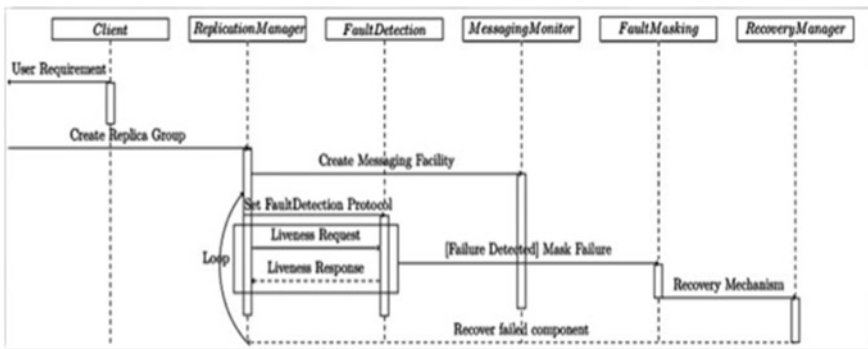 Client ReplicationManager FaultDetection MessagingMonitor FaultMasking RecoveryManager
User Requirement
Create Replica Group
Create Messaging Facility
Set FaultDetection Protocol
Liveness Request
[Failure Detected] Mask Failure
Loop
Liveness Response
Recovery Mechanism
Recover failed component